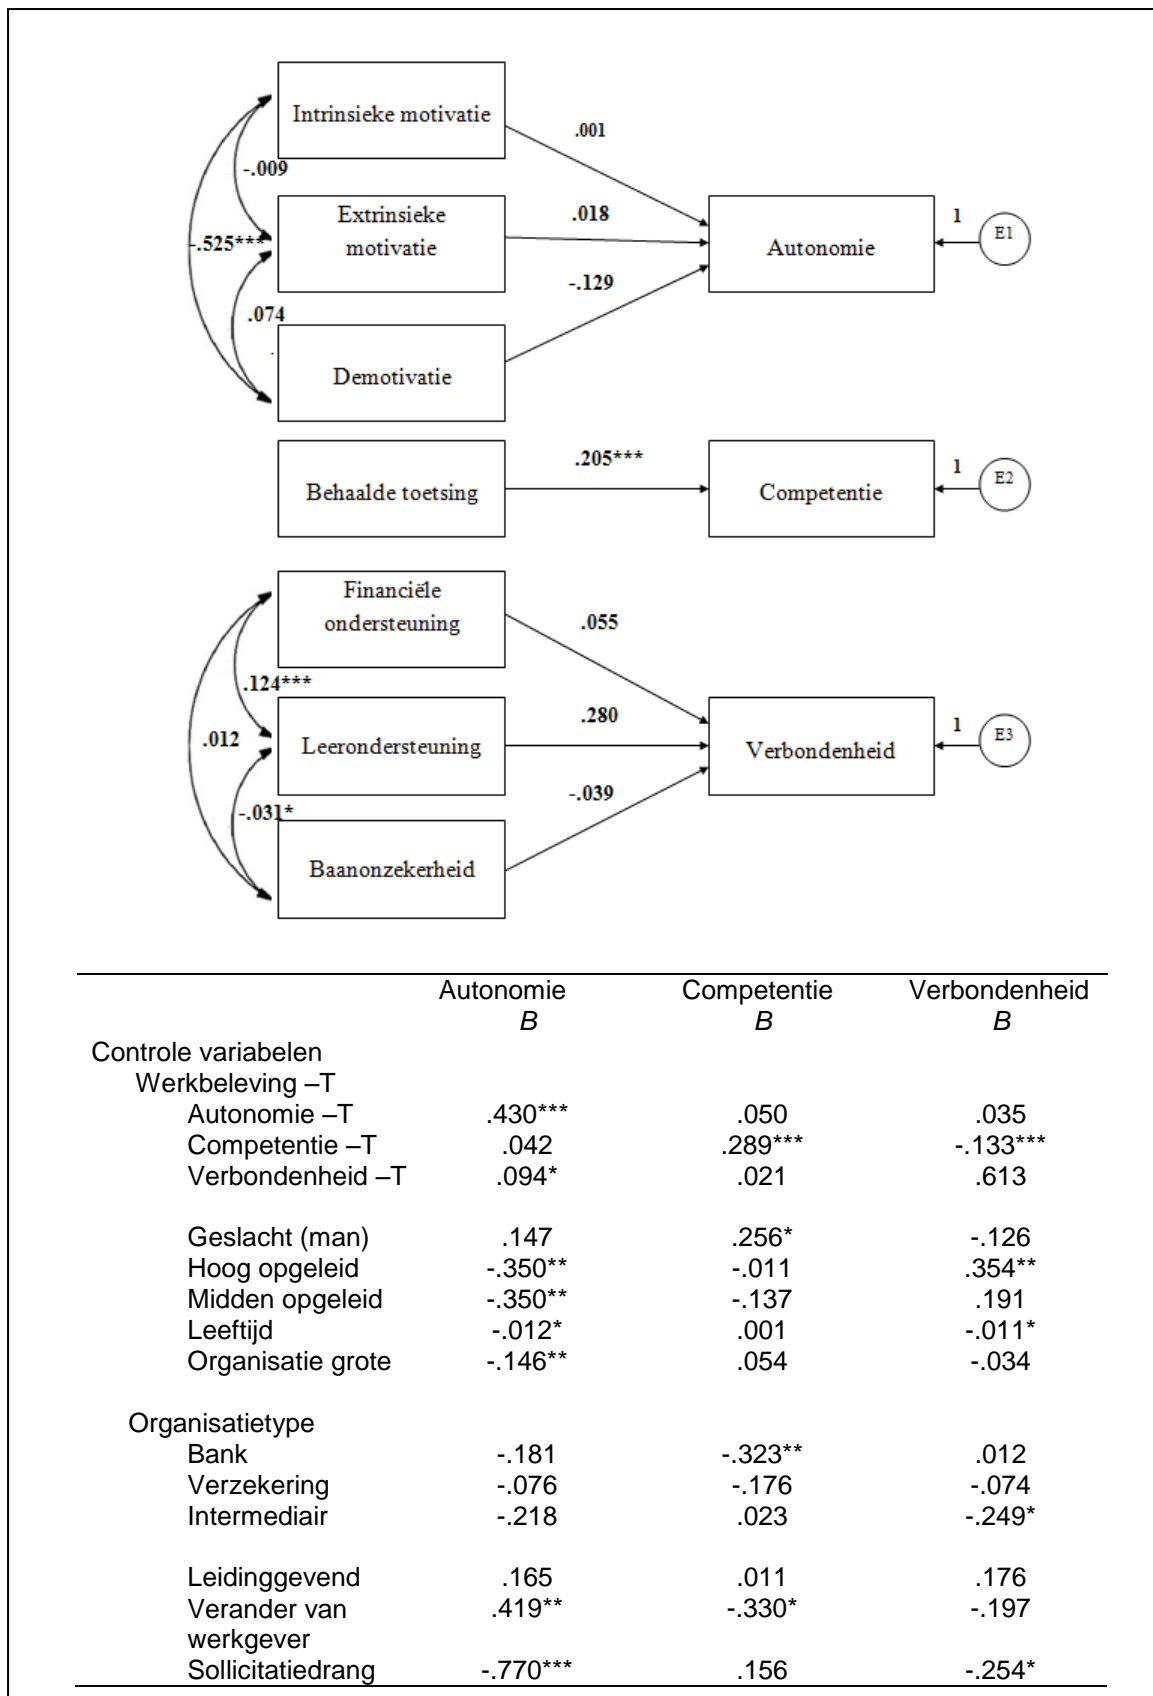 Intrinsieke motivatie
.001
-.009
Extrinsieke
motivatie
.018
Autonomie
1
E1
-.525***
-.129
.074
Demotivatie
Behaalde toetsing
.205***
Competentie
1
E2
Financiële
ondersteuning
.055
.124***
.280
.012
Leerondersteuning
Verbondenheid
1
E3
-.039
-.031*
Baanonzekerheid
Autonomie Competentie Verbondenheid
B B B
Controle variabelen
Werkbeleving –T
Autonomie –T .430*** .050 .035
Competentie –T .042 .289*** -.133***
Verbondenheid –T .094* .021 .613
Geslacht (man) .147 .256* -.126
Hoog opgeleid -.350** -.011 .354**
Midden opgeleid -.350** -.137 .191
Leeftijd -.012* .001 -.011*
Organisatie grote -.146** .054 -.034
Organisatietype
Bank -.181 -.323** .012
Verzekering -.076 -.176 -.074
Intermediair -.218 .023 -.249*
Leidinggevend .165 .011 .176
Verander van .419** -.330* -.197
werkgever
Sollicitatiedrang -.770*** .156 -.254*